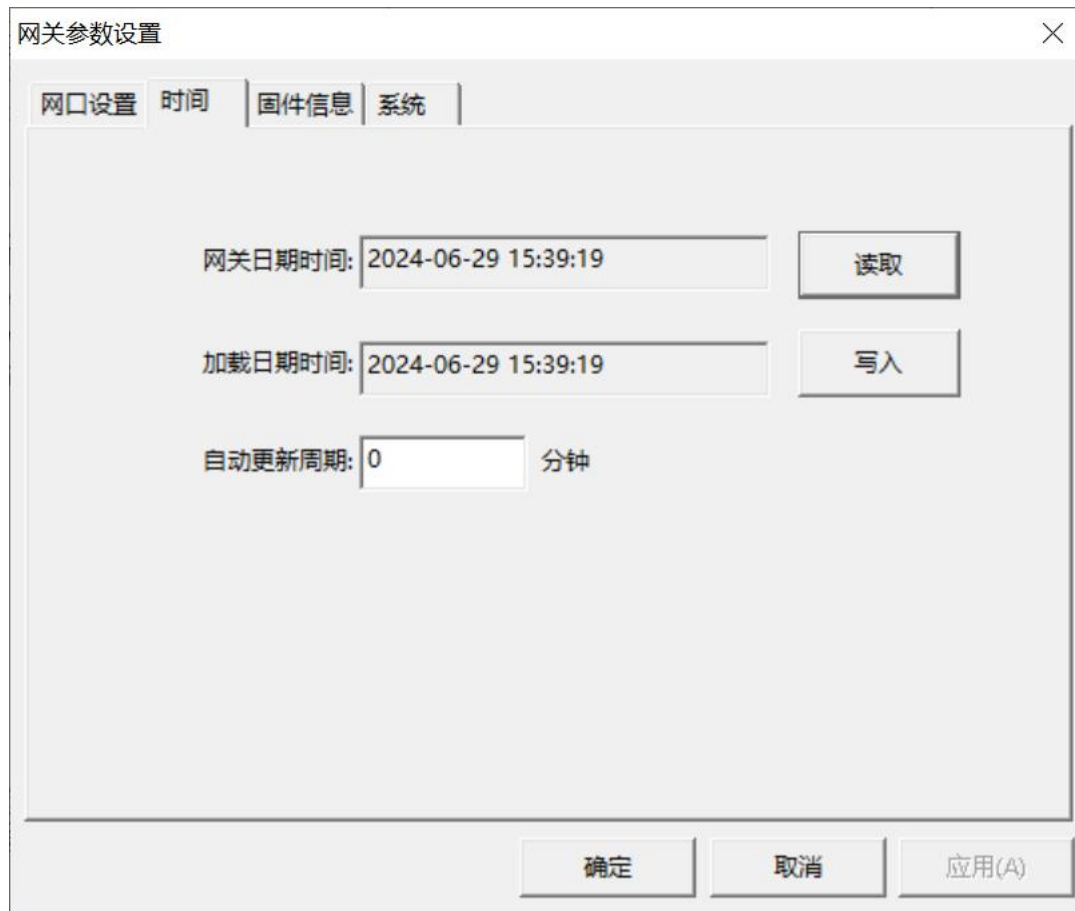 网关参数设置
网口设置 时间 固件信息 系统
网关日期时间: 2024-06-29 15:39:19 读取
加载日期时间: 2024-06-29 15:39:19 写入
自动更新周期: 0 分钟
确定 取消 应用(A)